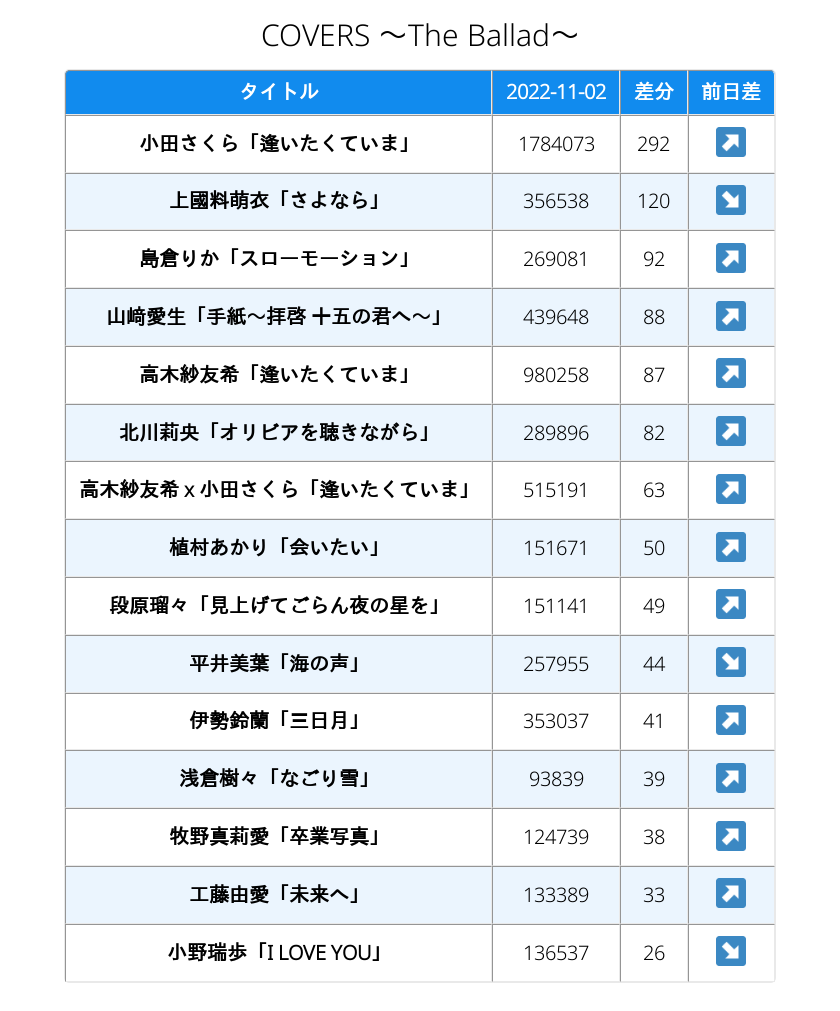 COVERS 〜The Ballad〜
タイトル 2022-11-02 差分 前日差
小田さくら「逢いたくていま」 1784073 292 ↗
上國料萌衣「さよなら」 356538 120 ↘
島倉りか「スローモーション」 269081 92 ↗
山﨑愛生「手紙〜拝啓 十五の君へ〜」 439648 88 ↗
高木紗友希「逢いたくていま」 980258 87 ↗
北川莉央「オリビアを聴きながら」 289896 82 ↗
高木紗友希 x 小田さくら「逢いたくていま」 515191 63 ↗
植村あかり「会いたい」 151671 50 ↗
段原瑠々「見上げてごらん夜の星を」 151141 49 ↗
平井美葉「海の声」 257955 44 ↘
伊勢鈴蘭「三日月」 353037 41 ↗
浅倉樹々「なごり雪」 93839 39 ↗
牧野真莉愛「卒業写真」 124739 38 ↗
工藤由愛「未来へ」 133389 33 ↗
小野瑞歩「I LOVE YOU」 136537 26 ↘